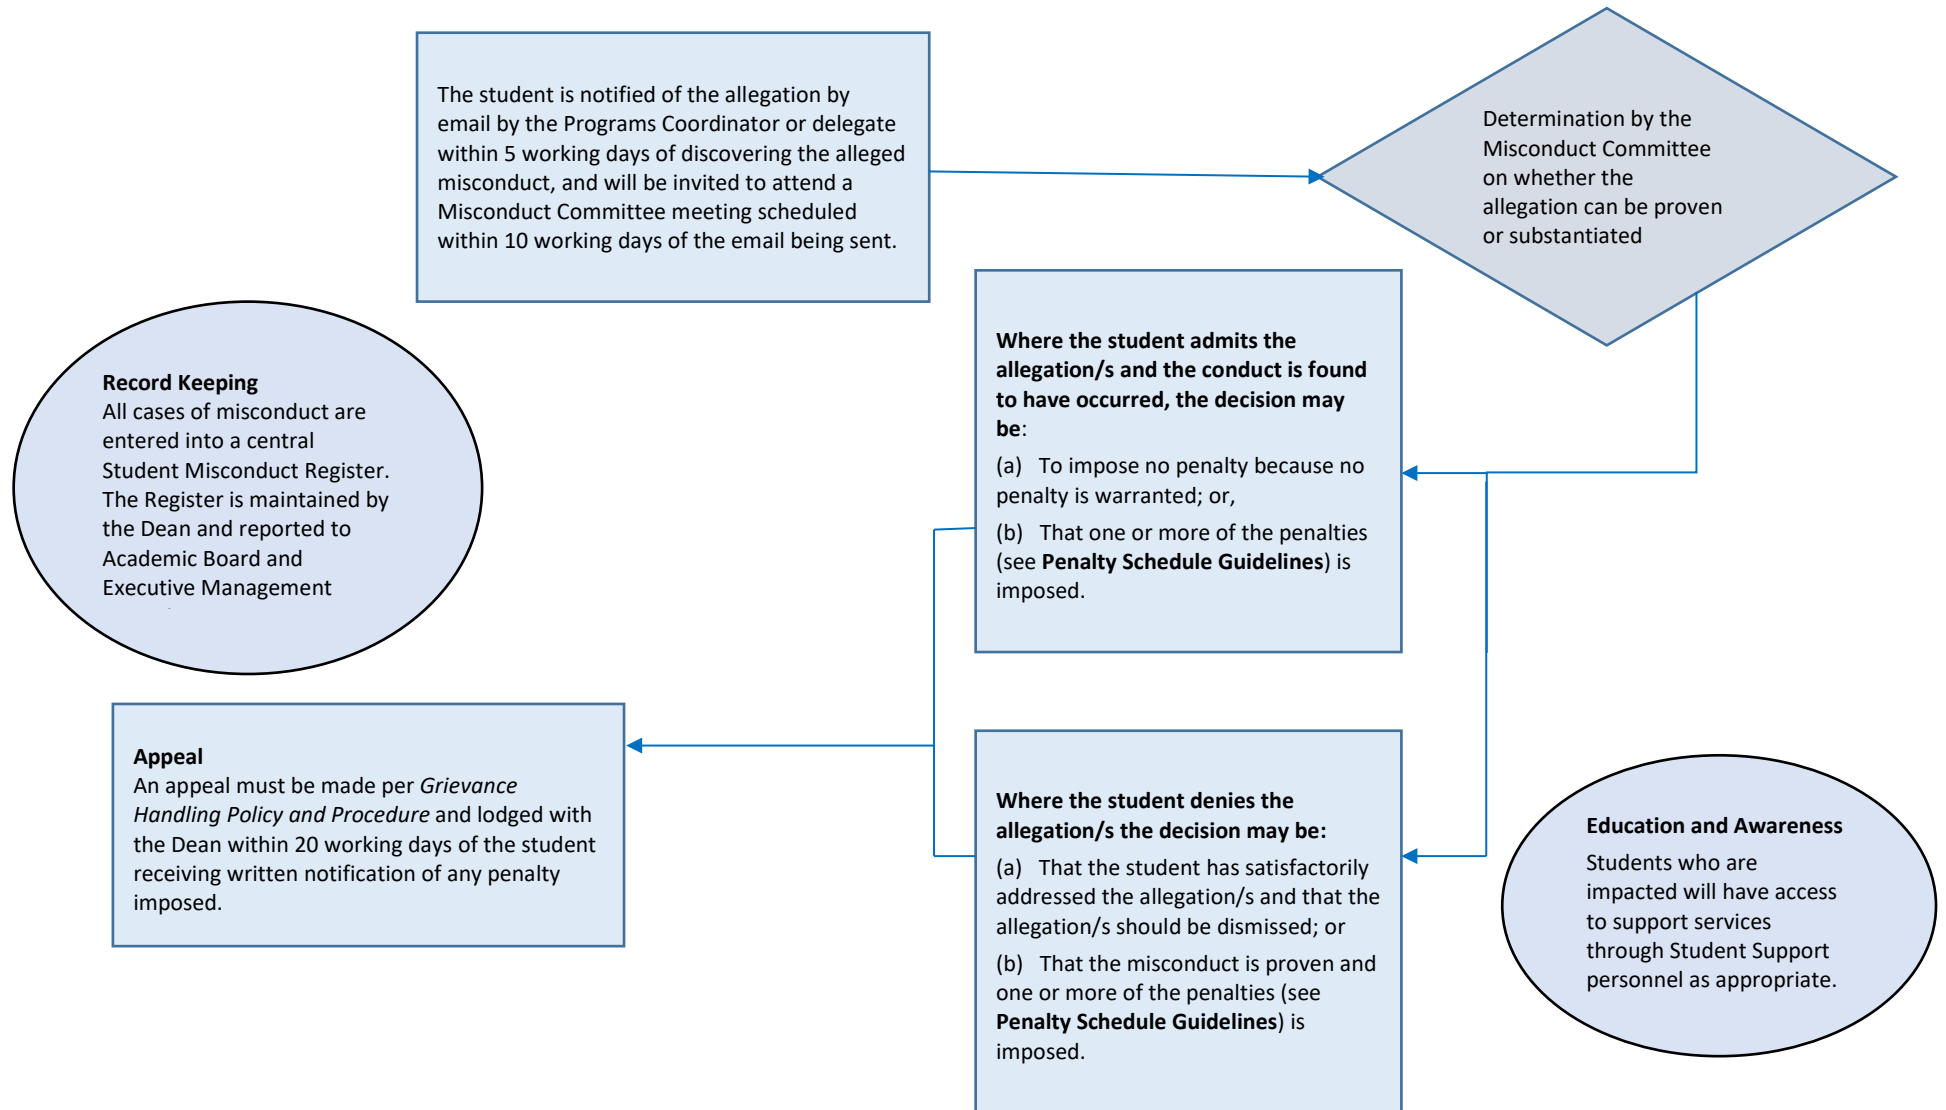 The student is notified of the allegation by
email by the Programs Coordinator or delegate
within 5 working days of discovering the alleged
misconduct, and will be invited to attend a
Misconduct Committee meeting scheduled
within 10 working days of the email being sent.
Determination by the
Misconduct Committee
on whether the
allegation can be proven
or substantiated
Where the student admits the
allegation/s and the conduct is found
to have occurred, the decision may
be:
(a) To impose no penalty because no
penalty is warranted; or,
(b) That one or more of the penalties
(see Penalty Schedule Guidelines) is
imposed.
Record Keeping
All cases of misconduct are
entered into a central
Student Misconduct Register.
The Register is maintained by
the Dean and reported to
Academic Board and
Executive Management
Appeal
An appeal must be made per Grievance
Handling Policy and Procedure and lodged with
the Dean within 20 working days of the student
receiving written notification of any penalty
imposed.
Where the student denies the
allegation/s the decision may be:
(a) That the student has satisfactorily
addressed the allegation/s and that the
allegation/s should be dismissed; or
(b) That the misconduct is proven and
one or more of the penalties (see
Penalty Schedule Guidelines) is
imposed.
Education and Awareness
Students who are
impacted will have access
to support services
through Student Support
personnel as appropriate.